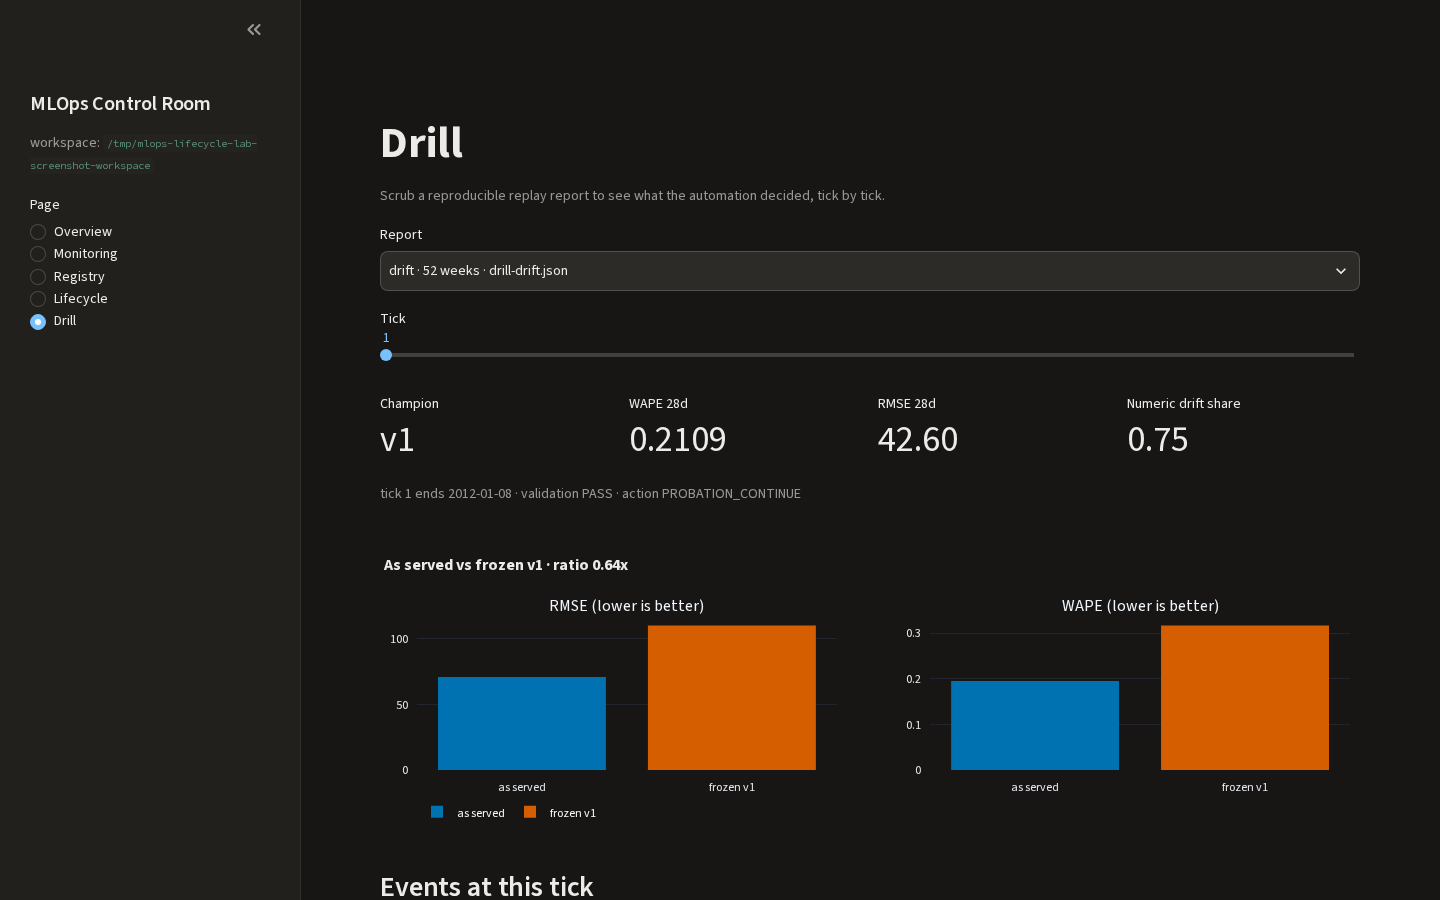 MLOps Control Room
workspace: /tmp/mlops-lifecycle-lab-
screenshot-workspace
Page
Overview
Monitoring
Registry
Lifecycle
Drill
Drill
Scrub a reproducible replay report to see what the automation decided, tick by tick.
Report
drift · 52 weeks · drill-drift.json
Tick
1
Champion
v1
WAPE 28d
0.2109
RMSE 28d
42.60
Numeric drift share
0.75
tick 1 ends 2012-01-08 · validation PASS · action PROBATION_CONTINUE
As served vs frozen v1 · ratio 0.64x
RMSE (lower is better)
100
50
0
as served
frozen v1
as served
frozen v1
WAPE (lower is better)
0.3
0.2
0.1
0
as served
frozen v1
Events at this tick